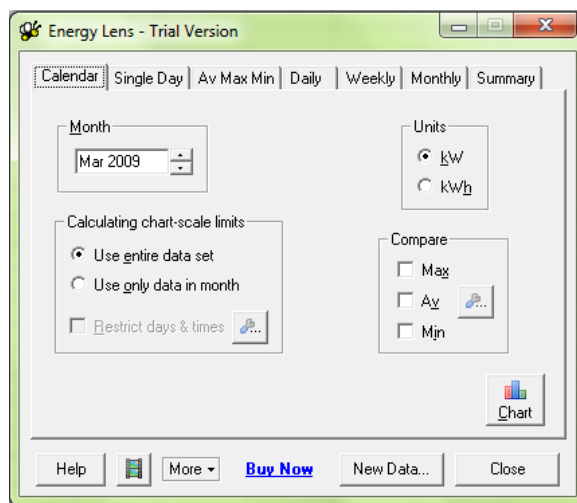 Energy Lens - Trial Version
Calendar Single Day Av Max Min Daily Weekly Monthly Summary
Month
Mar 2009
Units
kW
kWh
Calculating chart-scale limits
Use entire data set
Use only data in month
Restrict days & times
...
Compare
Max
Av
...
Min
Chart
Help More Buy Now New Data... Close